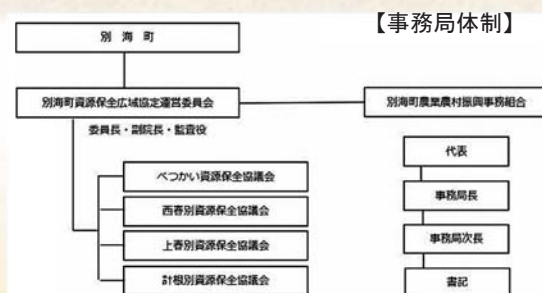 【事務局体制】
別海町
別海町資源保全広域協定運営委員会
別海町農業農村振興事務組合
委員長・副院長・監査役
べつかい資源保全協議会
西春別資源保全協議会
上春別資源保全協議会
計根別資源保全協議会
代表
事務局長
事務局次長
書記